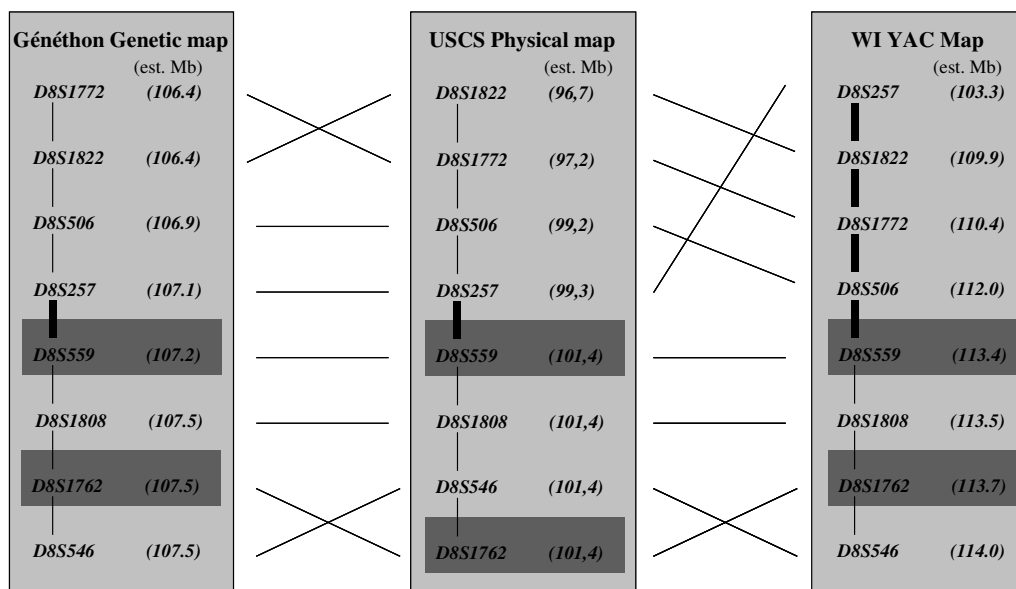 Généthon Genetic map
(est. Mb)
D8S1772 (106.4)
D8S1822 (106.4)
D8S506 (106.9)
D8S257 (107.1)
D8S559 (107.2)
D8S1808 (107.5)
D8S1762 (107.5)
D8S546 (107.5)
USCS Physical map
(est. Mb)
D8S1822 (96,7)
D8S1772 (97,2)
D8S506 (99,2)
D8S257 (99,3)
D8S559 (101,4)
D8S1808 (101,4)
D8S546 (101,4)
D8S1762 (101,4)
WI YAC Map
(est. Mb)
D8S257 (103.3)
D8S1822 (109.9)
D8S1772 (110.4)
D8S506 (112.0)
D8S559 (113.4)
D8S1808 (113.5)
D8S1762 (113.7)
D8S546 (114.0)